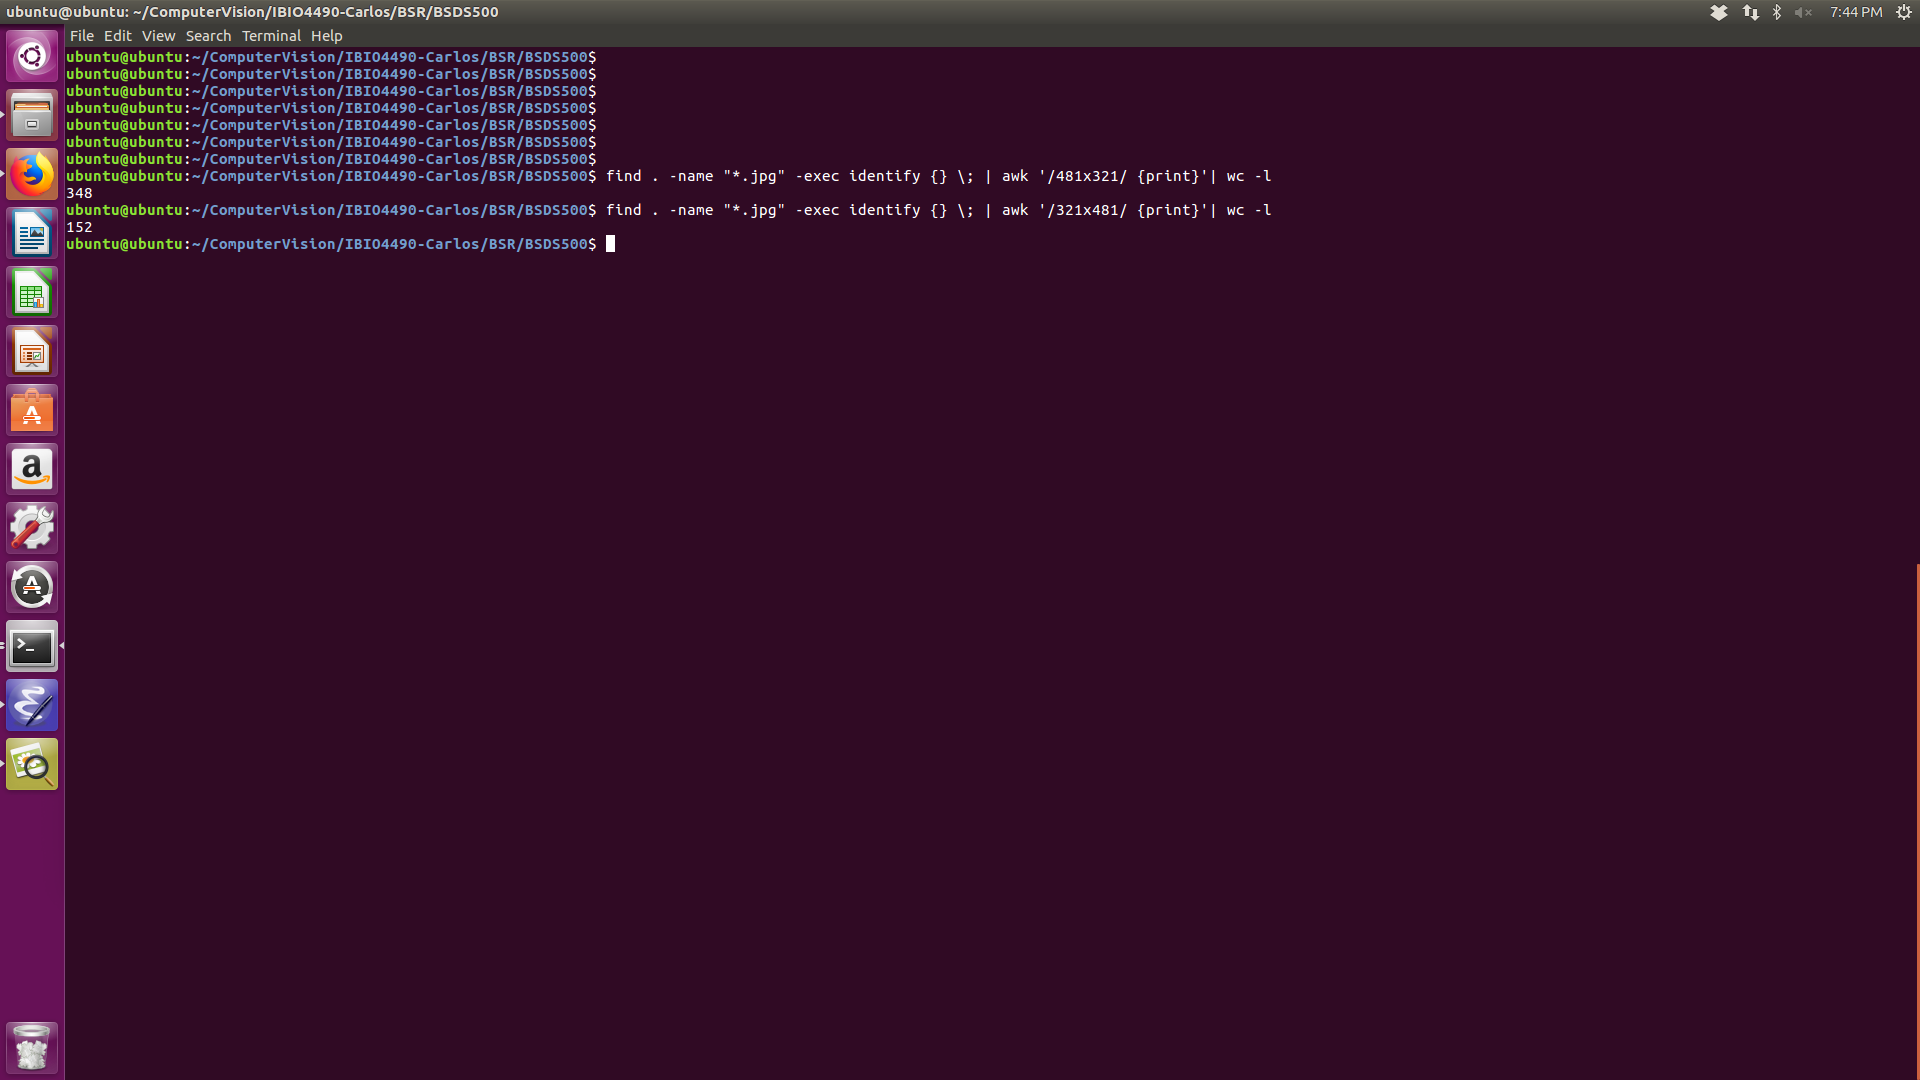 ubuntu@ubuntu: ~/ComputerVision/IBIO4490-Carlos/BSR/BSDS500
7:44 PM
File Edit View Search Terminal Help
ubuntu@ubuntu:~/ComputerVision/IBIO4490-Carlos/BSR/BSDS500$
ubuntu@ubuntu:~/ComputerVision/IBIO4490-Carlos/BSR/BSDS500$
ubuntu@ubuntu:~/ComputerVision/IBIO4490-Carlos/BSR/BSDS500$
ubuntu@ubuntu:~/ComputerVision/IBIO4490-Carlos/BSR/BSDS500$
ubuntu@ubuntu:~/ComputerVision/IBIO4490-Carlos/BSR/BSDS500$
ubuntu@ubuntu:~/ComputerVision/IBIO4490-Carlos/BSR/BSDS500$
ubuntu@ubuntu:~/ComputerVision/IBIO4490-Carlos/BSR/BSDS500$
ubuntu@ubuntu:~/ComputerVision/IBIO4490-Carlos/BSR/BSDS500$ find . -name "*.jpg" -exec identify {} \; | awk '/481x321/ {print}'| wc -l
348
ubuntu@ubuntu:~/ComputerVision/IBIO4490-Carlos/BSR/BSDS500$ find . -name "*.jpg" -exec identify {} \; | awk '/321x481/ {print}'| wc -l
152
ubuntu@ubuntu:~/ComputerVision/IBIO4490-Carlos/BSR/BSDS500$